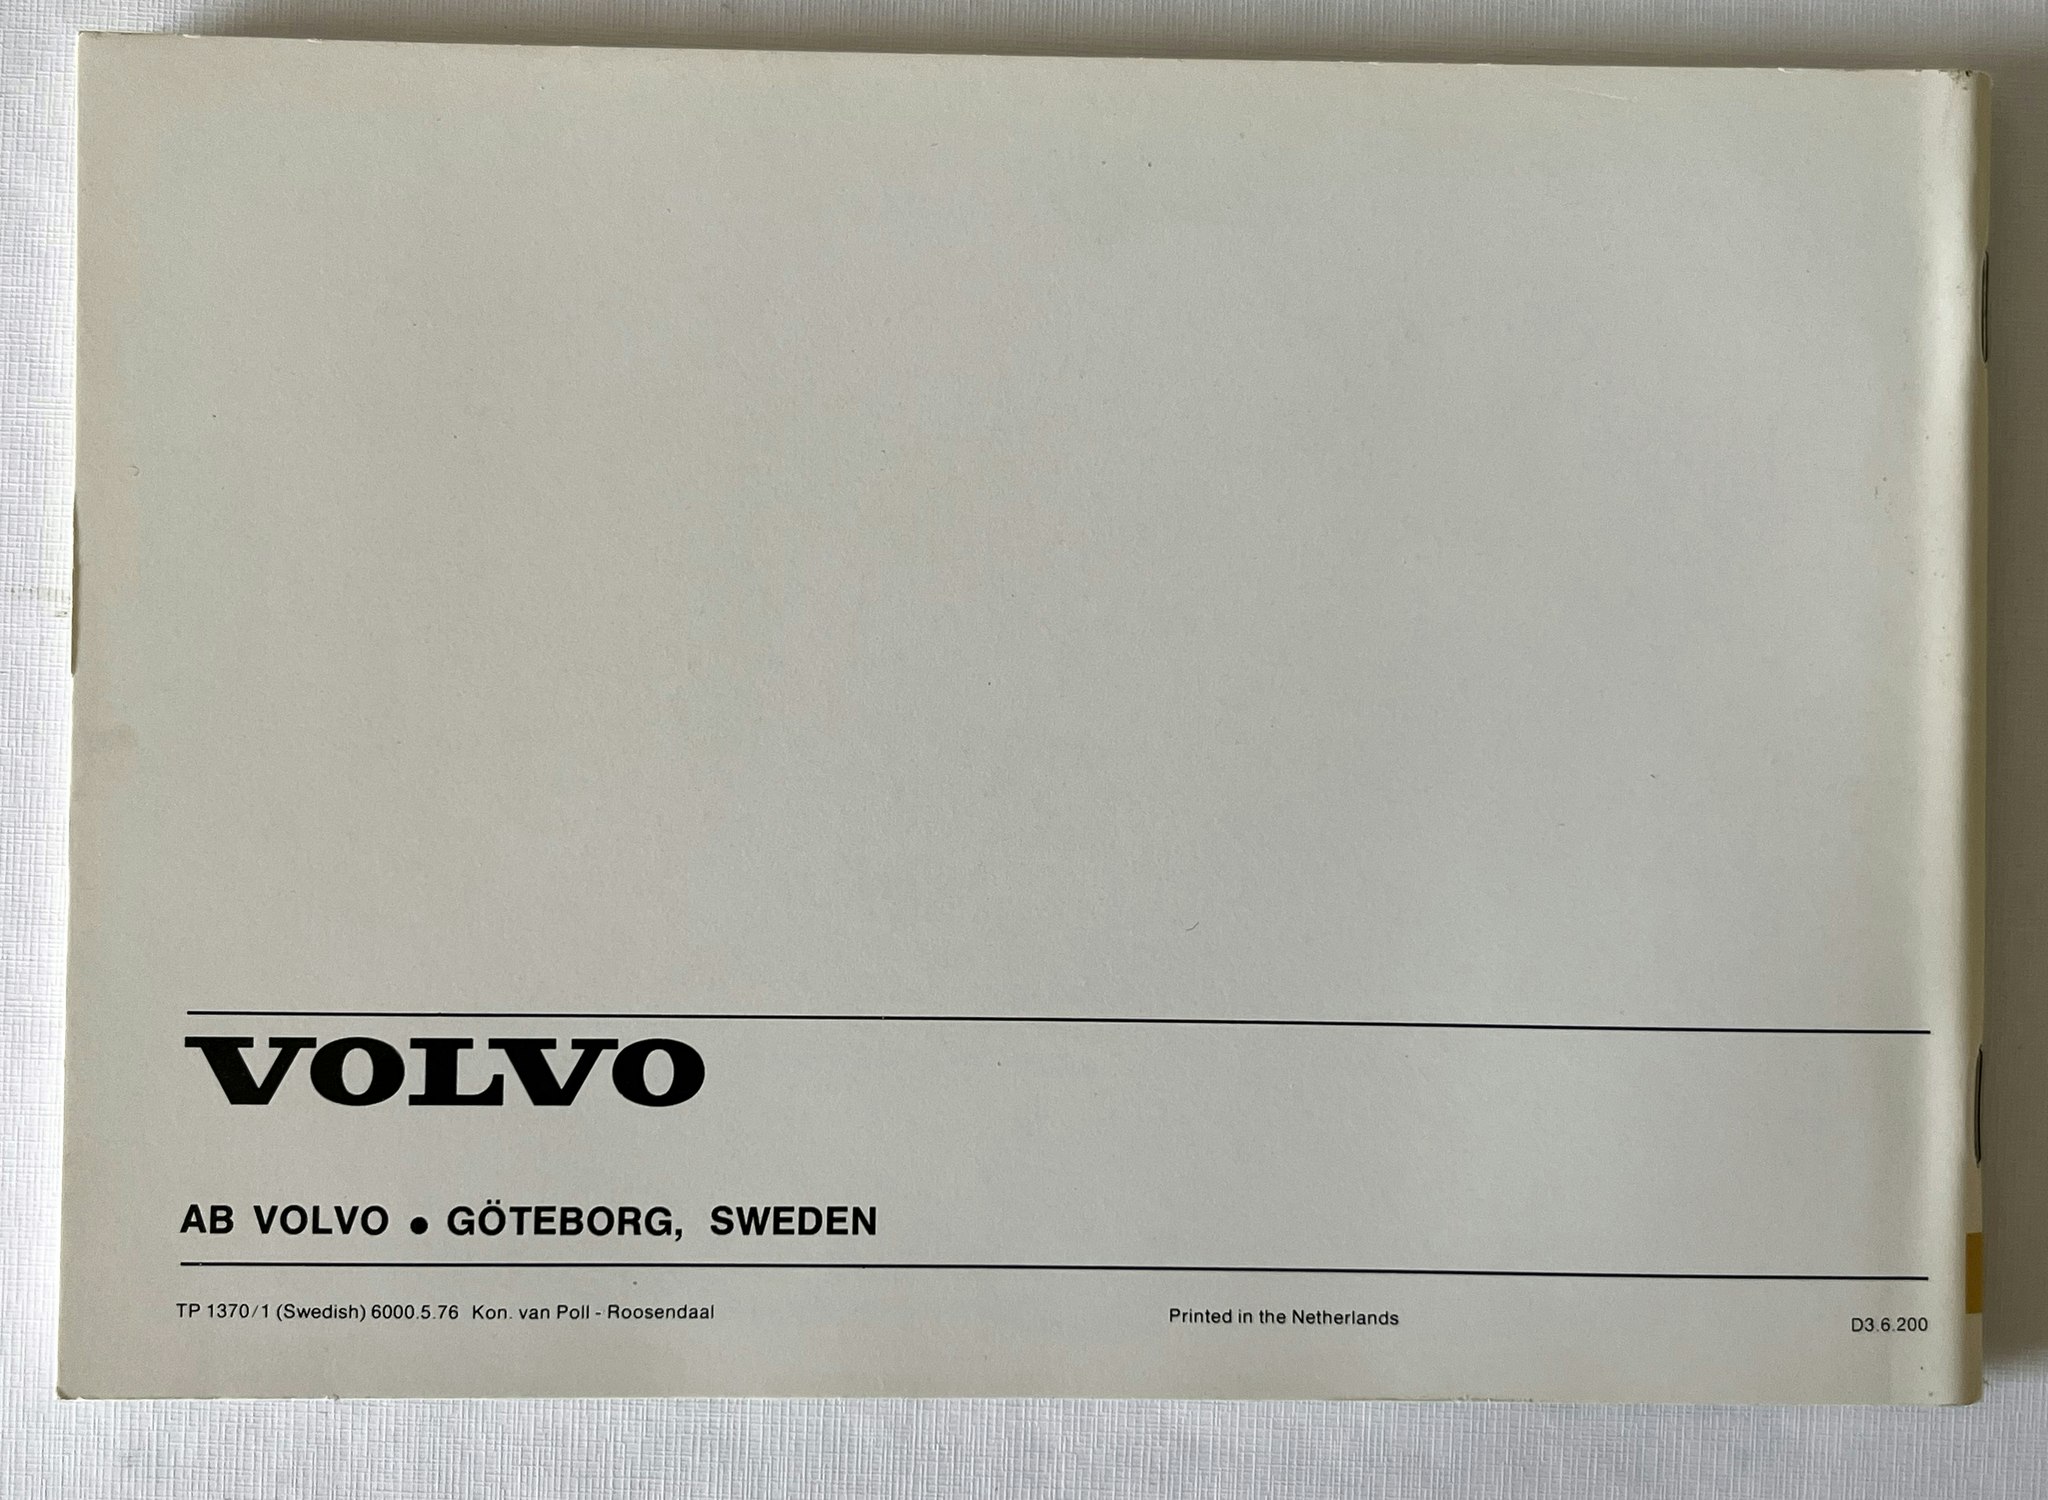 VOLVO
AB VOLVO ● GÖTEBORG, SWEDEN
TP 1370/1 (Swedish) 6000.5.76 Kon. van Poll - Roosendaal
Printed in the Netherlands
D3.6.200